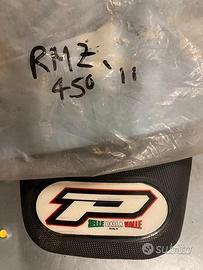 RMZ
450 11
P
SELLE DALLA VALLE
subito